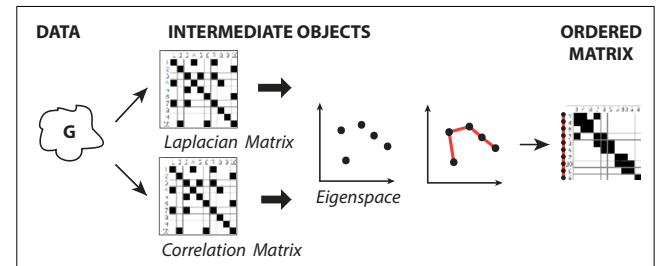 DATA
INTERMEDIATE OBJECTS
ORDERED
MATRIX
G
Laplacian Matrix
Correlation Matrix
Eigenspace